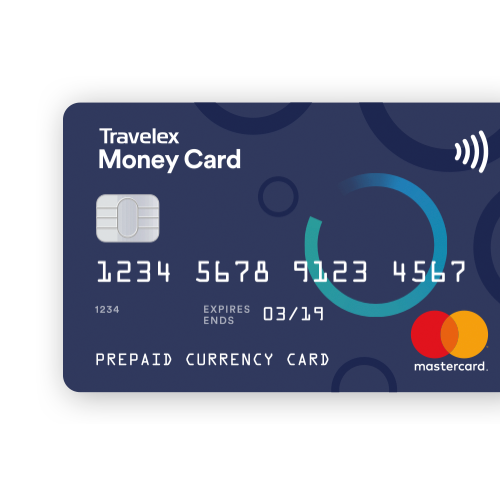 Travelex
Money Card
1234 5678 9123 4567
1234
EXPIRES
ENDS
03/19
PREPAID CURRENCY CARD
mastercard.